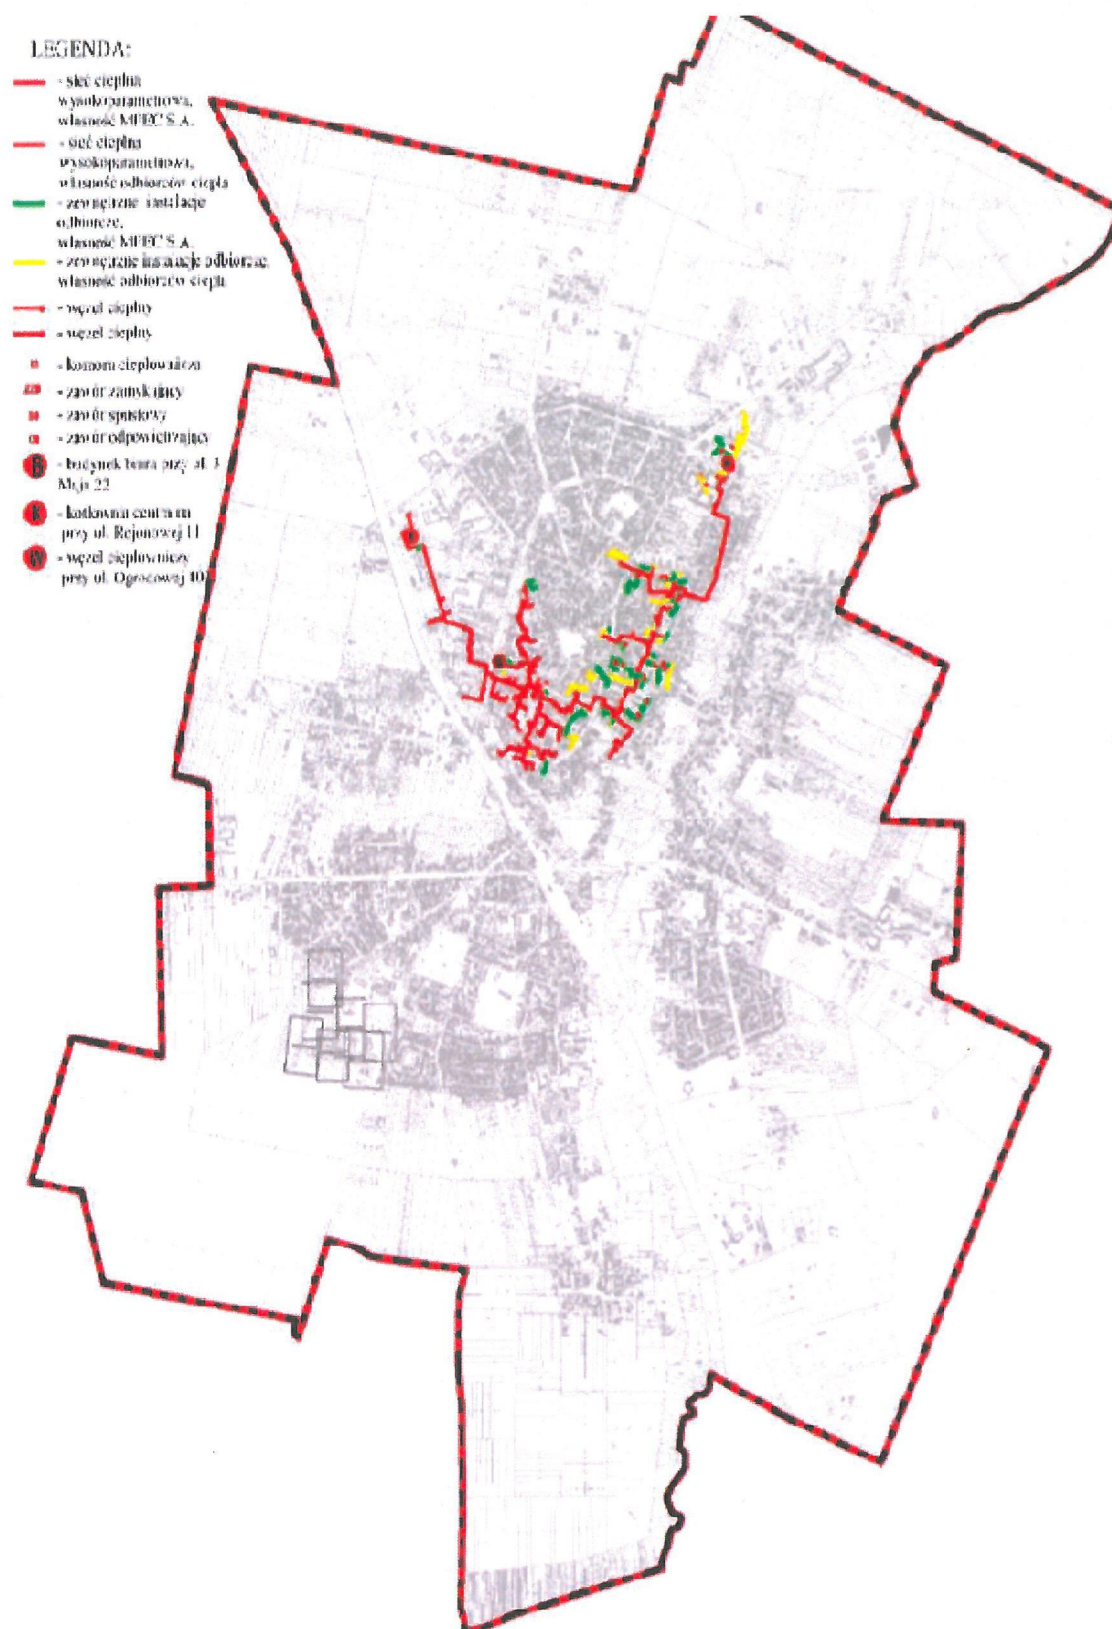 LEGENDA:
- sieć cieplna
wysokoparametrowa,
własność MPEC S.A.
- sieć cieplna
wysokoparametrowa,
własność odbiorców ciepła
- zewnętrzne instalacje
odbiorcze,
własność MPEC S.A.
- zewnętrzne instalacje odbiorcze,
własność odbiorców ciepła
- węzeł cieplny
- węzeł cieplny
- komora ciepłownicza
- zawór zamykający
- zawór spustowy
- zawór odpowietrzający
B - budynek biura przy al. 3
Maja 22
K - kotłownia centralna
przy ul. Rejonowej 11
W - węzeł ciepłowniczy
przy ul. Ogrodowej 40